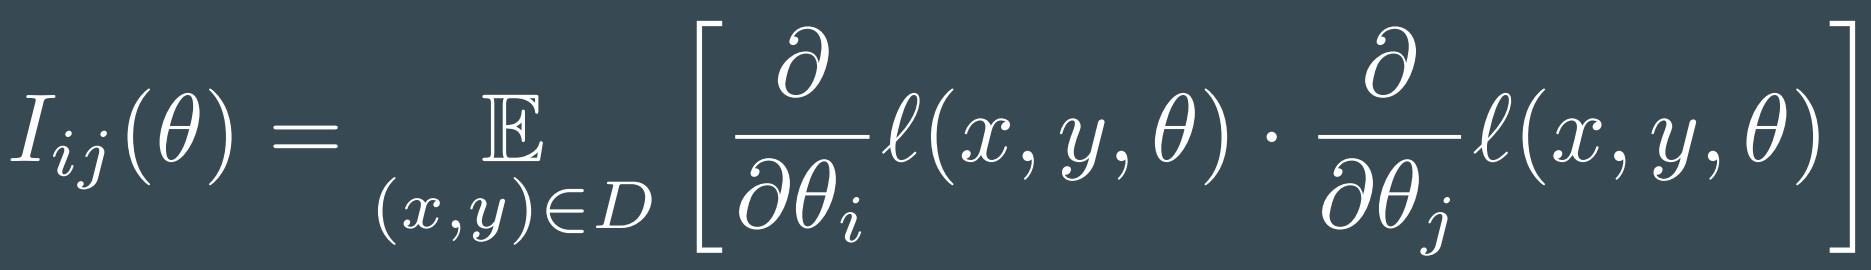 I_{ij}(\theta) = \underset{(x,y) \in D}{\mathbb{E}} \left[ \frac{\partial}{\partial \theta_i} \ell(x, y, \theta) \cdot \frac{\partial}{\partial \theta_j} \ell(x, y, \theta) \right]